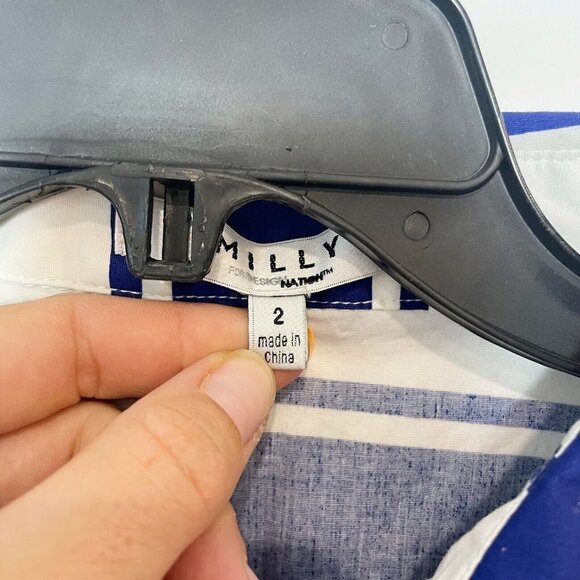 MILLY
FOR DESIGN NATION™
2
made in
China